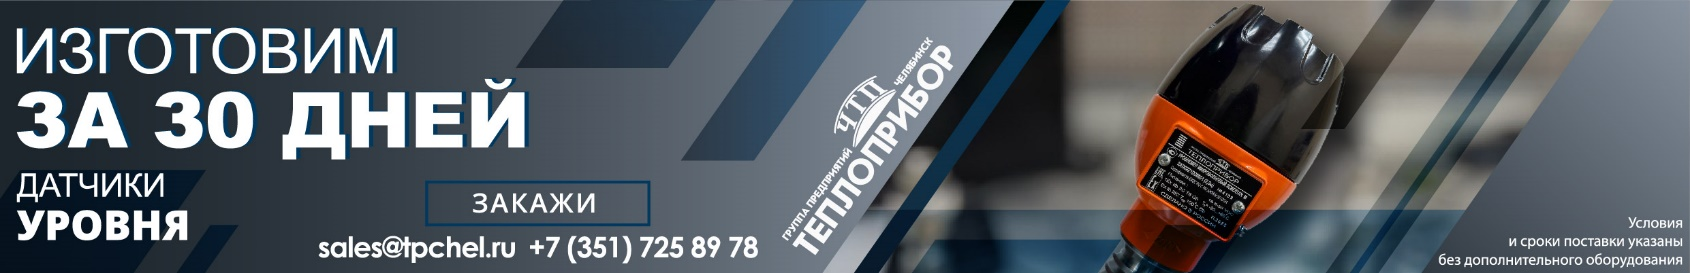 ИЗГОТОВИМ
ЗА 30 ДНЕЙ
ДАТЧИКИ
УРОВНЯ
ЗАКАЖИ
sales@tpchel.ru +7 (351) 725 89 78
ГРУППА ПРЕДПРИЯТИЙ ЧТП ЧЕЛЯБИНСК
ТЕПЛОПРИБОР
ТЕПЛОПРИБОР
Условия
и сроки поставки указаны
без дополнительного оборудования